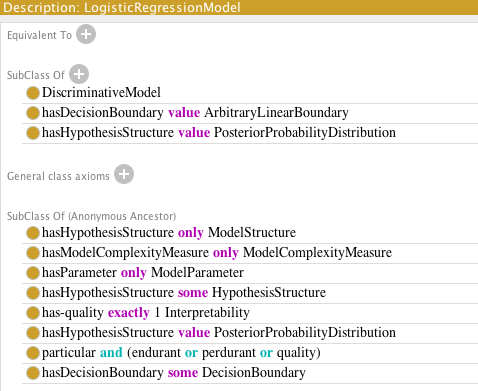 Description: LogisticRegressionModel
Equivalent To
SubClass Of
DiscriminativeModel
hasDecisionBoundary value ArbitraryLinearBoundary
hasHypothesisStructure value PosteriorProbabilityDistribution
General class axioms
SubClass Of (Anonymous Ancestor)
hasHypothesisStructure only ModelStructure
hasModelComplexityMeasure only ModelComplexityMeasure
hasParameter only ModelParameter
hasHypothesisStructure some HypothesisStructure
has-quality exactly 1 Interpretability
hasHypothesisStructure value PosteriorProbabilityDistribution
particular and (endurant or perdurant or quality)
hasDecisionBoundary some DecisionBoundary